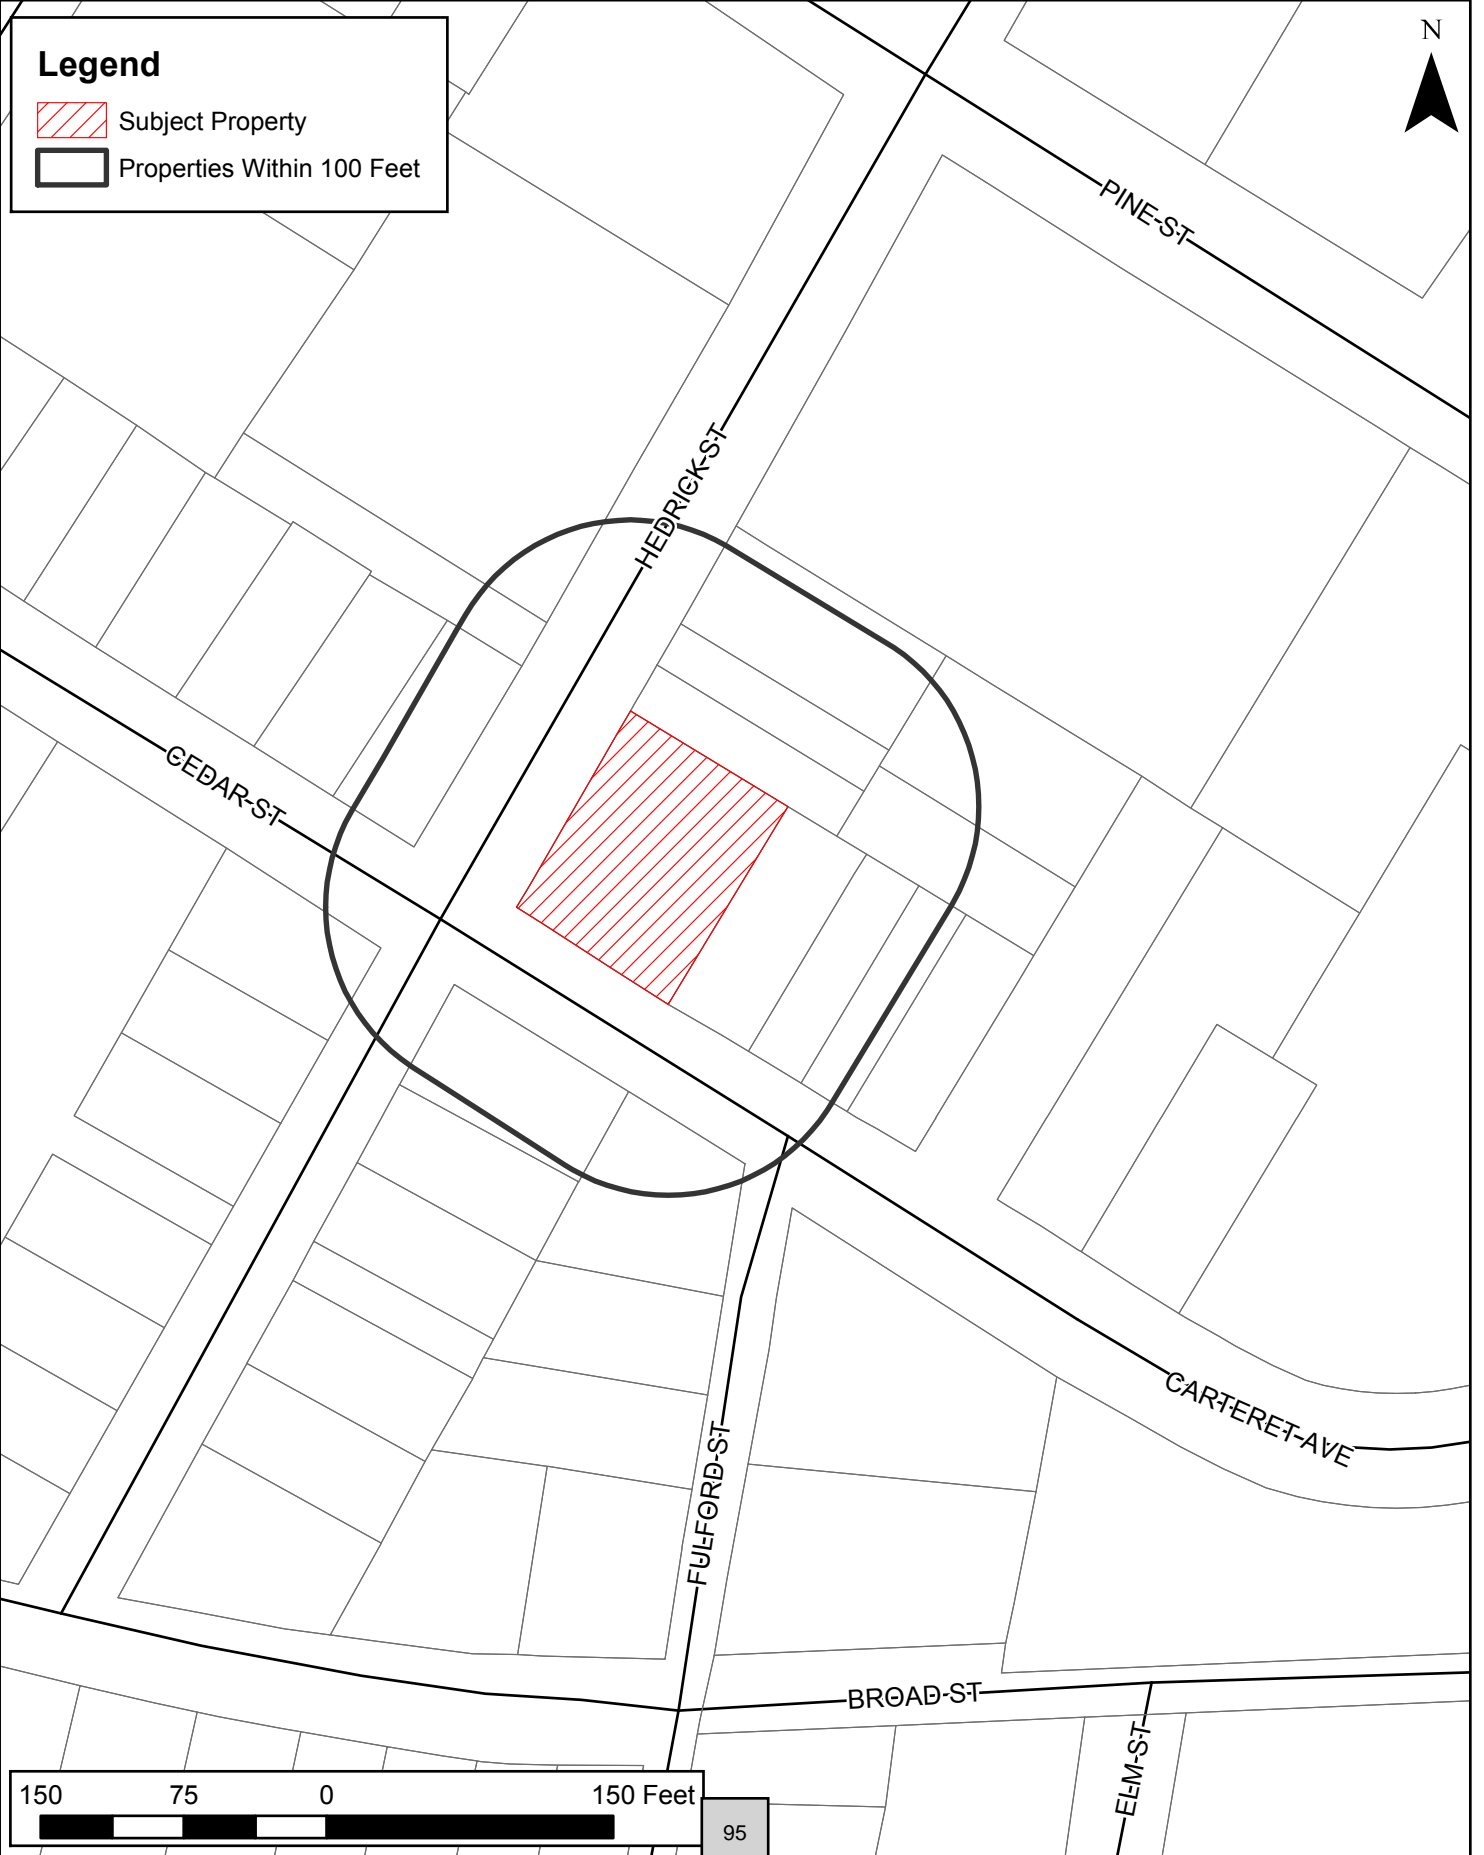 N
Legend
Subject Property
Properties Within 100 Feet
PINE ST
HEDRICK ST
CEDAR ST
CARTERET AVE
FULFORD ST
BROAD ST
ELM ST
150 75 0 150 Feet
95